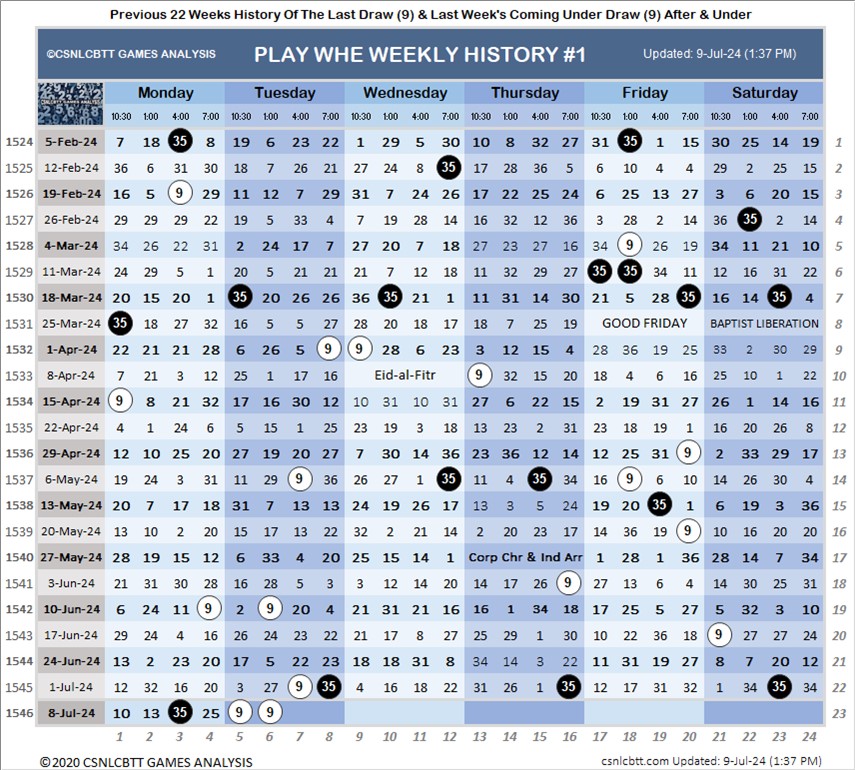 Previous 22 Weeks History Of The Last Draw (9) & Last Week's Coming Under Draw (9) After & Under
©CSNLCBTT GAMES ANALYSIS PLAY WHE WEEKLY HISTORY #1 Updated: 9-Jul-24 (1:37 PM)
Monday Tuesday Wednesday Thursday Friday Saturday
10:30 1:00 4:00 7:00 10:30 1:00 4:00 7:00 10:30 1:00 4:00 7:00 10:30 1:00 4:00 7:00 10:30 1:00 4:00 7:00 10:30 1:00 4:00 7:00
1524 5-Feb-24 7 18 35 8 19 6 23 22 1 29 5 30 10 8 32 27 31 35 1 15 30 25 14 19 1
1525 12-Feb-24 36 6 31 30 18 7 26 21 27 24 8 35 17 28 36 5 6 10 4 4 29 2 25 15 2
1526 19-Feb-24 16 5 9 29 11 12 7 29 31 7 24 26 17 22 25 24 6 25 13 27 3 6 20 15 3
1527 26-Feb-24 29 29 29 22 19 5 33 4 7 19 28 14 16 32 12 36 3 28 2 14 36 35 2 14 4
1528 4-Mar-24 34 26 22 31 2 24 17 7 27 20 7 18 27 23 27 16 34 9 26 19 34 11 21 10 5
1529 11-Mar-24 24 29 5 1 20 5 21 21 21 7 12 18 11 32 29 27 35 35 34 11 12 16 31 22 6
1530 18-Mar-24 20 15 20 1 35 20 26 26 36 35 21 1 11 31 14 30 21 5 28 35 16 14 35 4 7
1531 25-Mar-24 35 18 27 32 16 5 5 27 28 20 18 17 18 7 25 19 GOOD FRIDAY BAPTIST LIBERATION 8
1532 1-Apr-24 22 21 21 28 6 26 5 9 9 28 6 23 3 12 15 4 28 36 19 25 33 2 30 29 9
1533 8-Apr-24 7 21 3 12 25 1 17 16 Eid-al-Fitr 9 32 15 20 18 4 6 16 25 10 1 22 10
1534 15-Apr-24 9 8 21 32 17 16 30 12 10 31 10 31 27 6 22 15 2 19 31 27 26 1 14 16 11
1535 22-Apr-24 4 1 24 6 5 15 1 25 23 19 3 18 13 23 2 31 23 18 19 31 16 20 26 8 12
1536 29-Apr-24 12 10 25 20 27 19 20 27 7 30 14 36 23 36 12 14 25 12 31 9 2 33 29 17 13
1537 6-May-24 19 24 3 31 11 29 9 36 26 27 1 35 11 4 35 14 18 9 6 10 14 26 30 4 14
1538 13-May-24 20 7 17 18 31 7 13 13 24 19 26 17 13 3 5 24 19 20 35 1 6 19 3 36 15
1539 20-May-24 13 10 2 20 15 17 13 22 32 2 21 14 2 20 23 17 14 36 19 9 10 16 20 20 16
1540 27-May-24 28 19 15 12 6 33 4 20 25 15 14 1 Corp Chr & Ind Arr 1 28 1 36 28 14 7 34 17
1541 3-Jun-24 21 31 30 28 16 28 5 3 3 12 14 20 14 17 26 9 27 13 6 4 14 30 25 31 18
1542 10-Jun-24 6 24 11 9 2 9 20 4 21 31 21 16 16 1 34 18 17 25 5 27 5 32 3 10 19
1543 17-Jun-24 29 24 4 16 26 24 23 22 21 17 8 27 25 29 1 30 10 22 36 18 9 27 27 24 20
1544 24-Jun-24 13 2 23 20 17 5 22 23 18 18 31 8 34 14 3 22 11 31 19 27 8 7 20 12 21
1545 1-Jul-24 12 32 16 20 3 27 9 35 4 16 18 22 31 26 1 35 12 17 31 32 1 34 35 34 22
1546 8-Jul-24 10 13 35 25 9 9 23
1 2 3 4 5 6 7 8 9 10 11 12 13 14 15 16 17 18 19 20 21 22 23 24
©2020 CSNLCBTT GAMES ANALYSIS csnlcbtt.com Updated: 9-Jul-24 (1:37 PM)